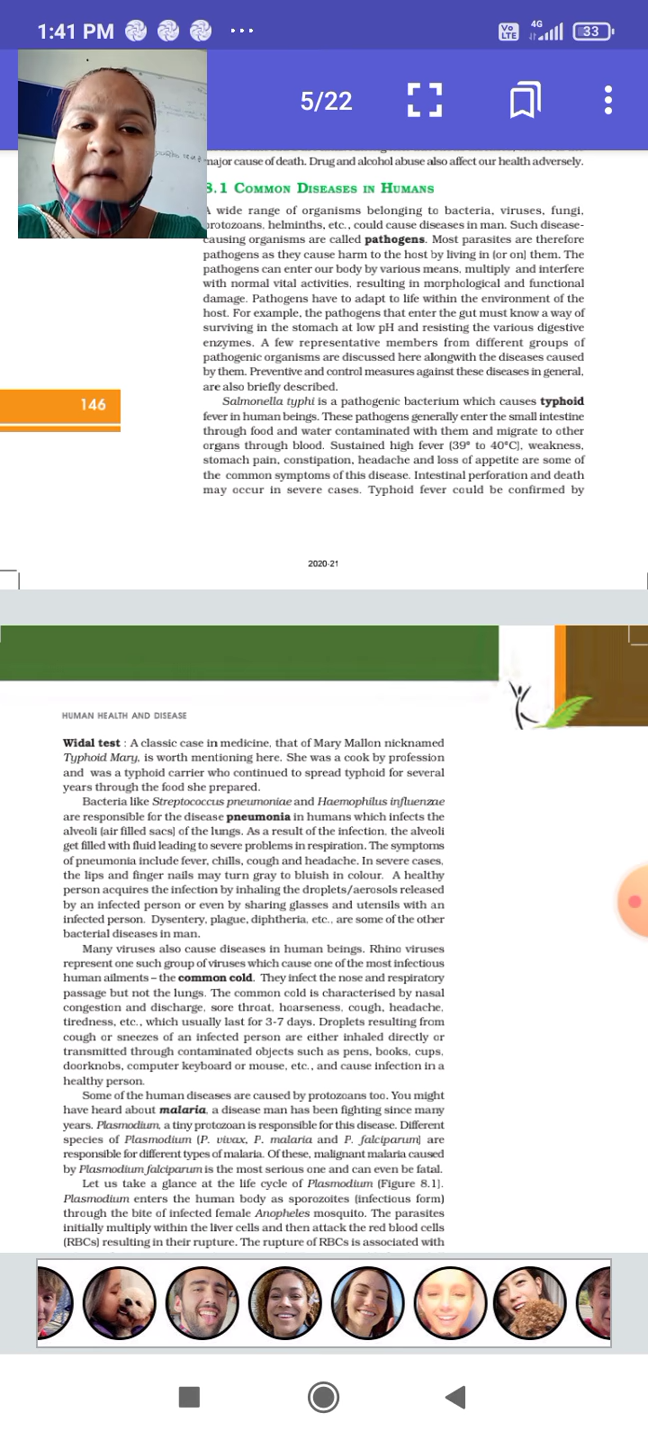 1:41 PM
Vo LTE
4G
33
5/22
major cause of death. Drug and alcohol abuse also affect our health adversely.
8.1 COMMON DISEASES IN HUMANS
A wide range of organisms belonging to bacteria, viruses, fungi,
protozoans, helminths, etc., could cause diseases in man. Such disease-
causing organisms are called pathogens. Most parasites are therefore
pathogens as they cause harm to the host by living in (or on) them. The
pathogens can enter our body by various means, multiply and interfere
with normal vital activities, resulting in morphological and functional
damage. Pathogens have to adapt to life within the environment of the
host. For example, the pathogens that enter the gut must know a way of
surviving in the stomach at low pH and resisting the various digestive
enzymes. A few representative members from different groups of
pathogenic organisms are discussed here alongwith the diseases caused
by them. Preventive and control measures against these diseases in general,
are also briefly described.
146
Salmonella typhi is a pathogenic bacterium which causes typhoid
fever in human beings. These pathogens generally enter the small intestine
through food and water contaminated with them and migrate to other
organs through blood. Sustained high fever (39° to 40°C), weakness,
stomach pain, constipation, headache and loss of appetite are some of
the common symptoms of this disease. Intestinal perforation and death
may occur in severe cases. Typhoid fever could be confirmed by
2020-21
HUMAN HEALTH AND DISEASE
Widal test : A classic case in medicine, that of Mary Mallon nicknamed
Typhoid Mary, is worth mentioning here. She was a cook by profession
and was a typhoid carrier who continued to spread typhoid for several
years through the food she prepared.
Bacteria like Streptococcus pneumoniae and Haemophilus influenzae
are responsible for the disease pneumonia in humans which infects the
alveoli (air filled sacs) of the lungs. As a result of the infection, the alveoli
get filled with fluid leading to severe problems in respiration. The symptoms
of pneumonia include fever, chills, cough and headache. In severe cases,
the lips and finger nails may turn gray to bluish in colour. A healthy
person acquires the infection by inhaling the droplets/aerosols released
by an infected person or even by sharing glasses and utensils with an
infected person. Dysentery, plague, diphtheria, etc., are some of the other
bacterial diseases in man.
Many viruses also cause diseases in human beings. Rhino viruses
represent one such group of viruses which cause one of the most infectious
human ailments – the common cold. They infect the nose and respiratory
passage but not the lungs. The common cold is characterised by nasal
congestion and discharge, sore throat, hoarseness, cough, headache,
tiredness, etc., which usually last for 3-7 days. Droplets resulting from
cough or sneezes of an infected person are either inhaled directly or
transmitted through contaminated objects such as pens, books, cups,
doorknobs, computer keyboard or mouse, etc., and cause infection in a
healthy person.
Some of the human diseases are caused by protozoans too. You might
have heard about malaria, a disease man has been fighting since many
years. Plasmodium, a tiny protozoan is responsible for this disease. Different
species of Plasmodium (P. vivax, P. malaria and P. falciparum) are
responsible for different types of malaria. Of these, malignant malaria caused
by Plasmodium falciparum is the most serious one and can even be fatal.
Let us take a glance at the life cycle of Plasmodium (Figure 8.1).
Plasmodium enters the human body as sporozoites (infectious form)
through the bite of infected female Anopheles mosquito. The parasites
initially multiply within the liver cells and then attack the red blood cells
(RBCs) resulting in their rupture. The rupture of RBCs is associated with